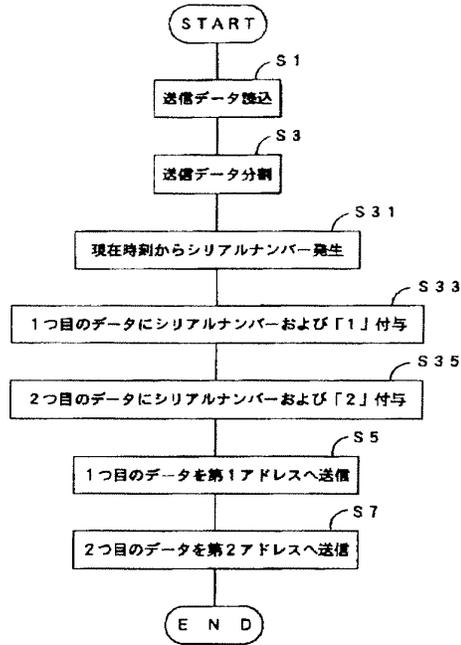 START
S1
送信データ読込
S3
送信データ分割
S31
現在時刻からシリアルナンバー発生
S33
1つ目のデータにシリアルナンバーおよび「1」付与
S35
2つ目のデータにシリアルナンバーおよび「2」付与
S5
1つ目のデータを第1アドレスへ送信
S7
2つ目のデータを第2アドレスへ送信
END